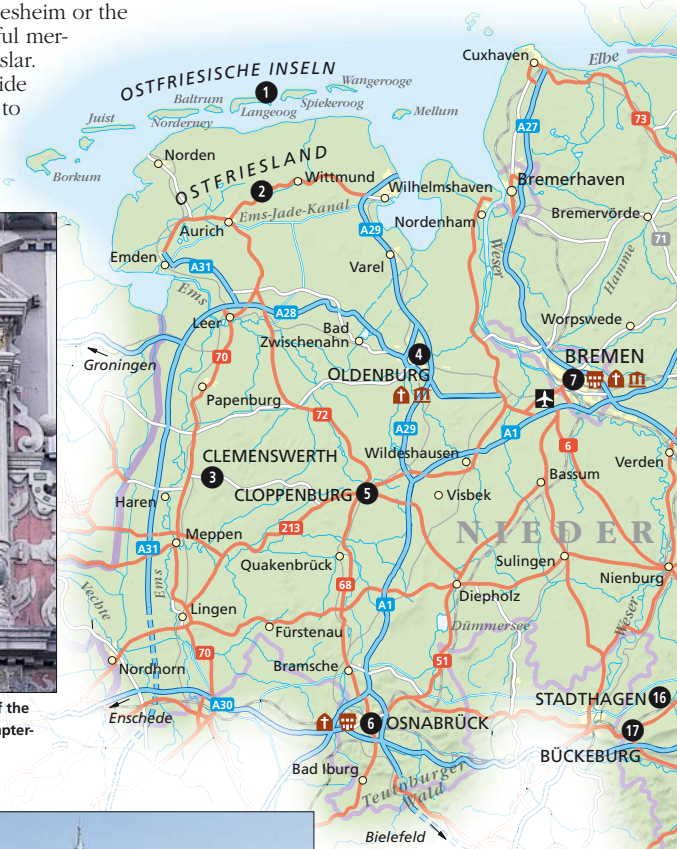 esheim or the
ful mer-
slar.
ide
to
f the
pter-
Cuxhaven
Elbe
OSTFRIESISCHE INSELN
1
Wangerooge
Baltrum
Spiekeroog
Langeoog
Juist
Norderney
Mellum
Borkum
A27
73
Norden
OSTFRIESLAND
2
Wittmund
Wilhelmshaven
Bremerhaven
Ems-Jade-Kanal
Nordenham
Bremervörde
Aurich
A29
71
Emden
A31
Varel
Weser
Hamme
Ems
A28
Leer
Bad
Zwischenahn
Worpswede
4
BREMEN
Groningen
70
OLDENBURG
7
Papenburg
72
A29
A1
6
CLEMENSWERTH
Wildeshausen
Verden
3
CLOPPENBURG
5
Visbek
Bassum
Haren
213
NIEDER
A31
Meppen
Quakenbrück
Sulingen
Nienburg
Ems
68
Vechte
A1
Diepholz
Lingen
Weser
Fürstenau
Dümmersee
70
Bramsche
51
Nordhorn
STADTHAGEN
16
A30
Enschede
6
OSNABRÜCK
17
BÜCKEBURG
Bad Iburg
Teutoburger
Wald
Bielefeld